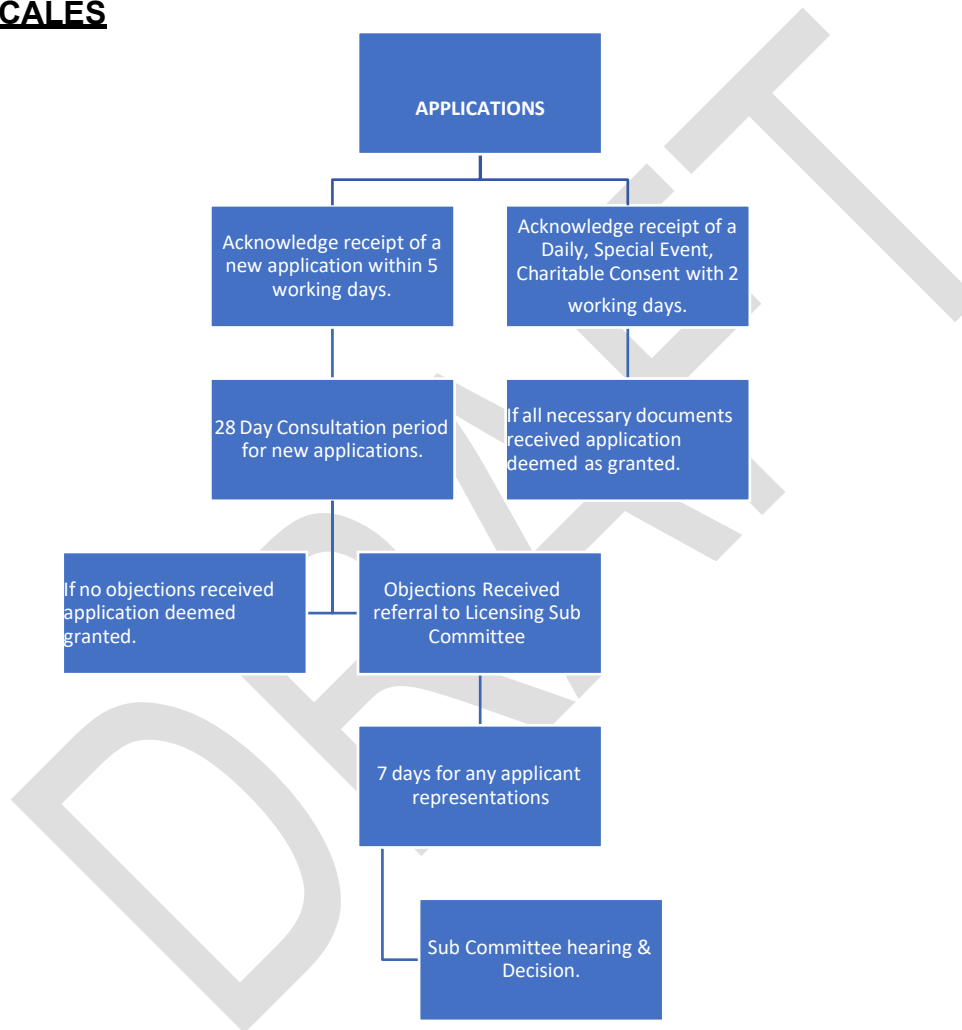 CALES
APPLICATIONS
Acknowledge receipt of a
new application within 5
working days.
Acknowledge receipt of a
Daily, Special Event,
Charitable Consent with 2
working days.
28 Day Consultation period
for new applications.
If all necessary documents
received application
deemed as granted.
If no objections received
application deemed
granted.
Objections Received
referral to Licensing Sub
Committee
7 days for any applicant
representations
Sub Committee hearing &
Decision.
DRAFT